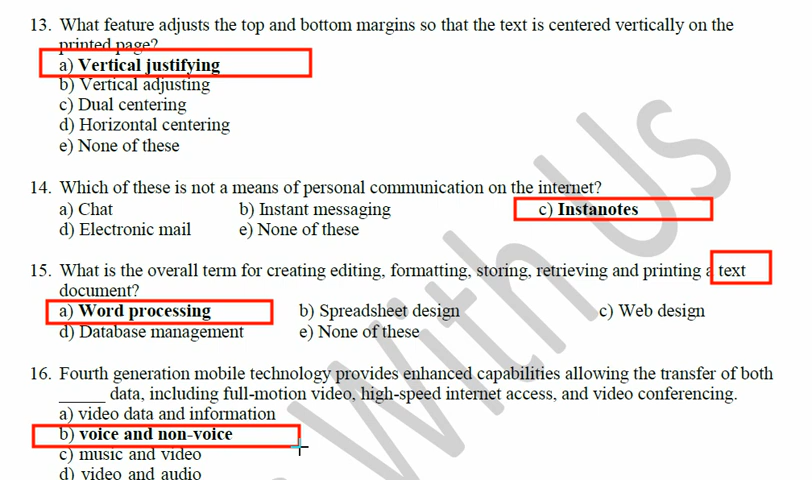 13. What feature adjusts the top and bottom margins so that the text is centered vertically on the
printed page?
a) Vertical justifying
b) Vertical adjusting
c) Dual centering
d) Horizontal centering
e) None of these
14. Which of these is not a means of personal communication on the internet?
a) Chat b) Instant messaging c) Instanotes
d) Electronic mail e) None of these
15. What is the overall term for creating editing, formatting, storing, retrieving and printing a text
document?
a) Word processing b) Spreadsheet design c) Web design
d) Database management e) None of these
16. Fourth generation mobile technology provides enhanced capabilities allowing the transfer of both
_____ data, including full-motion video, high-speed internet access, and video conferencing.
a) video data and information
b) voice and non-voice
c) music and video
d) video and audio
With Us